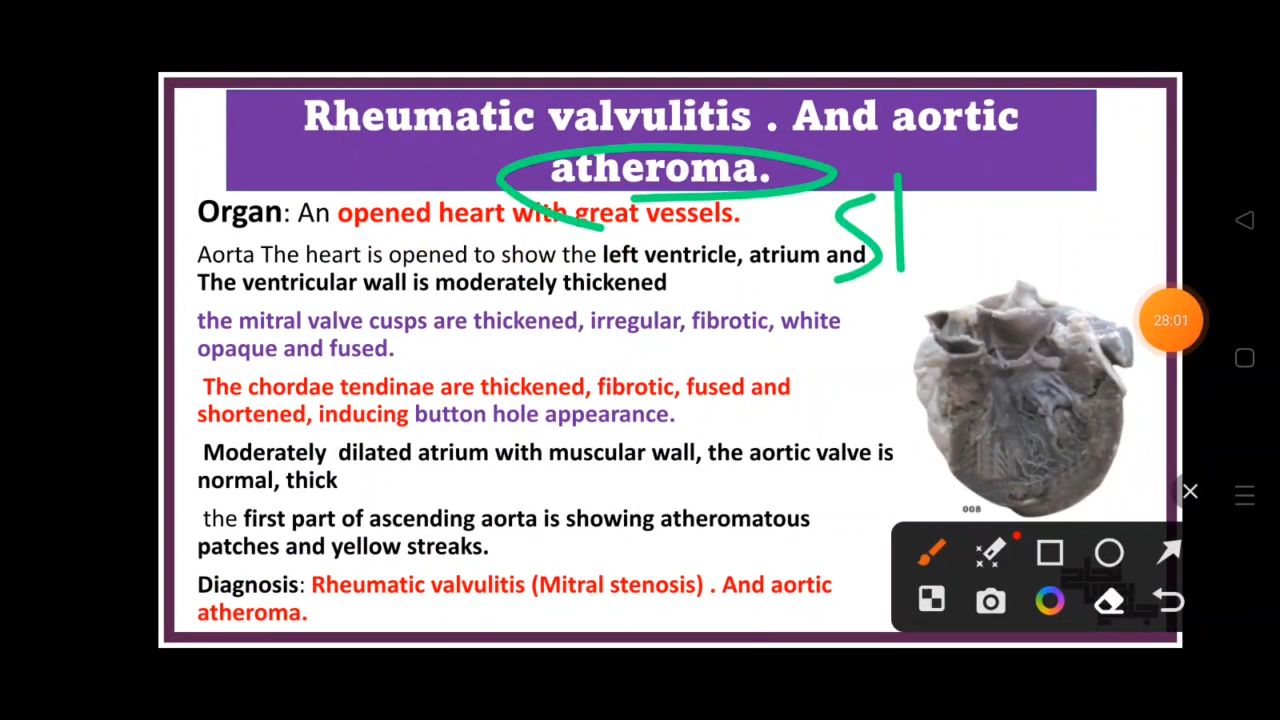 Rheumatic valvulitis . And aortic
atheroma.
Organ: An opened heart with great vessels.
Aorta The heart is opened to show the left ventricle, atrium and
The ventricular wall is moderately thickened
the mitral valve cusps are thickened, irregular, fibrotic, white
opaque and fused.
The chordae tendinae are thickened, fibrotic, fused and
shortened, inducing button hole appearance.
Moderately dilated atrium with muscular wall, the aortic valve is
normal, thick
the first part of ascending aorta is showing atheromatous
patches and yellow streaks.
Diagnosis: Rheumatic valvulitis (Mitral stenosis) . And aortic
atheroma.
008
28:01